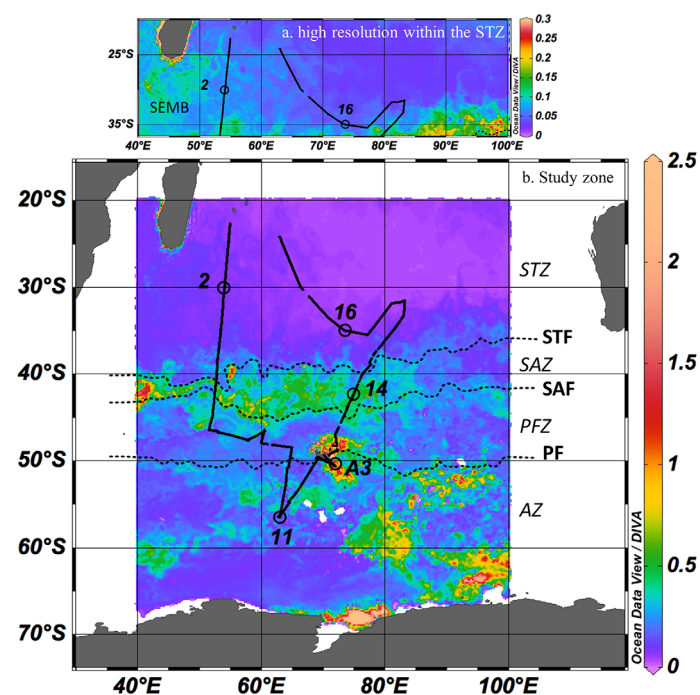 a. high resolution within the STZ
25°S
35°S
2
16
SEMB
40°E
50°E
60°E
70°E
80°E
90°E
100°E
0.3
0.25
0.2
0.15
0.1
0.05
0
Ocean Data View / DIVA
b. Study zone
20°S
30°S
40°S
50°S
60°S
70°S
2
16
14
A3
11
STZ
STF
SAZ
SAF
PFZ
PF
AZ
40°E
60°E
80°E
100°E
2.5
2
1.5
1
0.5
0
Ocean Data View / DIVA